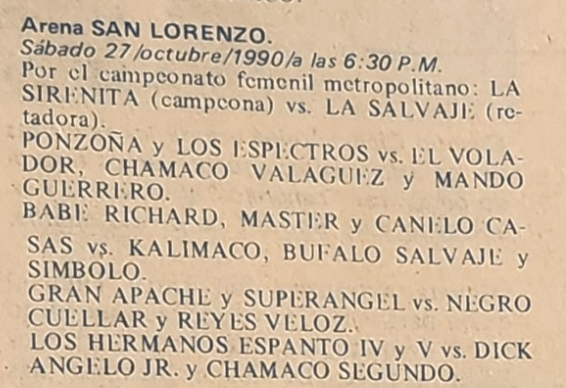 Arena SAN LORENZO.
Sábado 27/octubre/1990/a las 6:30 P.M.
Por el campeonato femenil metropolitano: LA
SIRENITA (campeona) vs. LA SALVAJE (re-
tadora).
PONZOÑA y LOS ESPECTROS vs. EL VOLA-
DOR, CHAMACO VALAGUEZ y MANDO
GUERRERO.
BABE RICHARD, MASTER y CANELO CA-
SAS vs. KALIMACO, BUFALO SALVAJE y
SIMBOLO.
GRAN APACHE y SUPERANGEL vs. NEGRO
CUELLAR y REYES VELOZ.
LOS HERMANOS ESPANTO IV y V vs. DICK
ANGELO JR. y CHAMACO SEGUNDO.